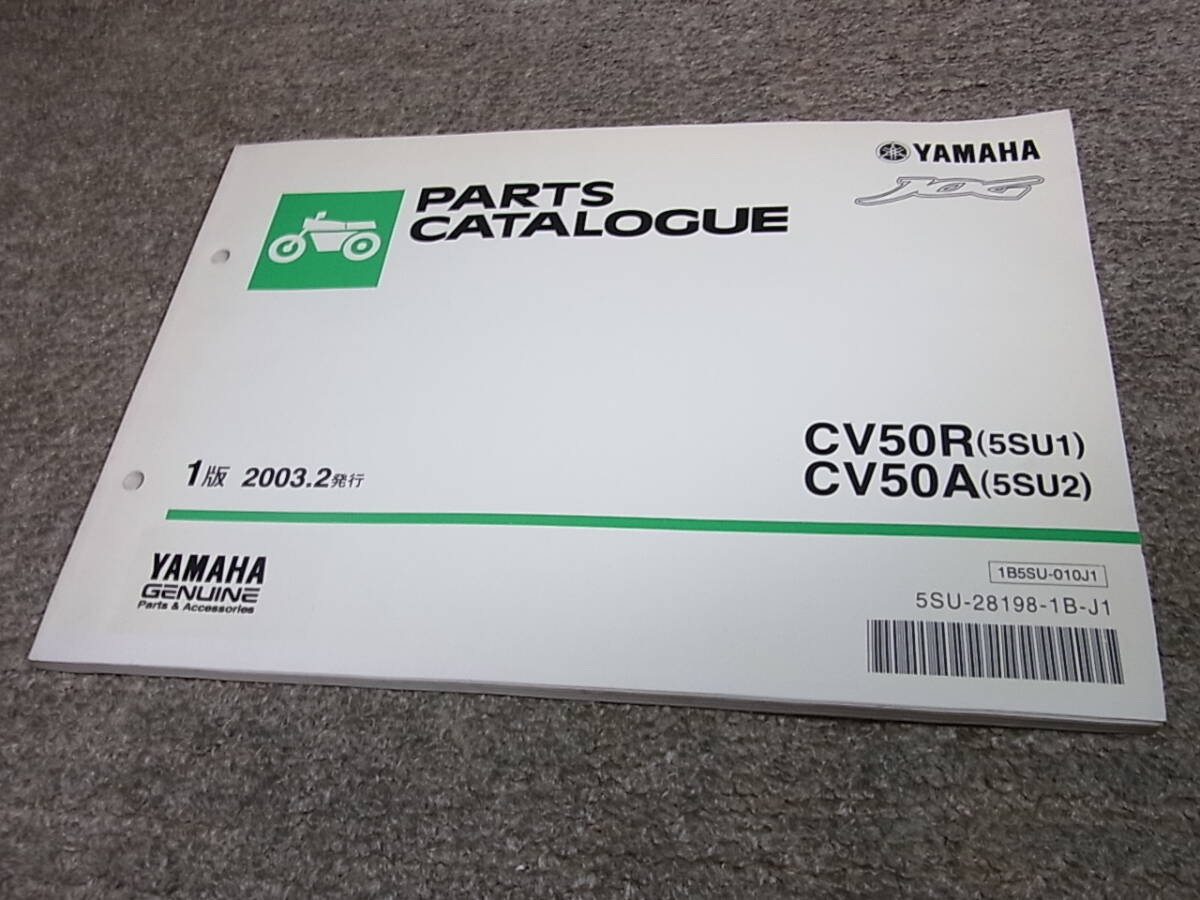 YAMAHA
JOG
PARTS
CATALOGUE
CV50R(5SU1)
CV50A(5SU2)
1版 2003.2発行
YAMAHA
GENUINE
Parts & Accessories
1B5SU-010J1
5SU-28198-1B-J1